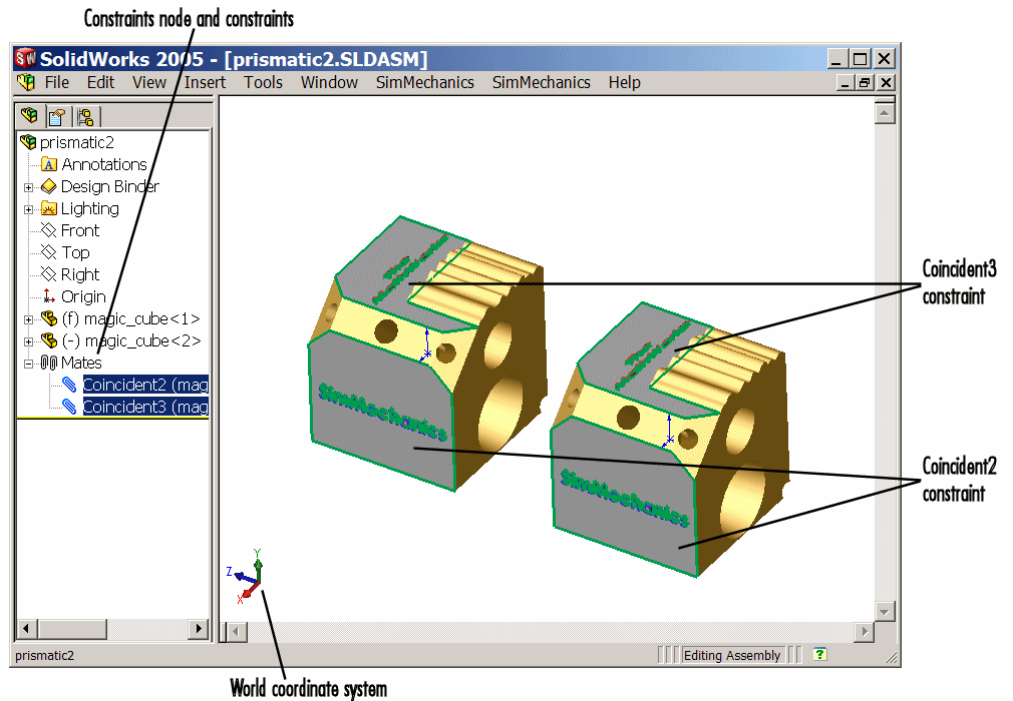 Constraints node and constraints
SolidWorks 2005 - [prismatic2.SLDASM]
File Edit View Insert Tools Window SimMechanics SimMechanics Help
prismatic2
A Annotations
Design Binder
Lighting
Front
Top
Right
Origin
(f) magic_cube<1>
(-) magic_cube<2>
Mates
Coincident2 (mag
Coincident3 (mag
SimMechanics
SimMechanics
Coincident3
constraint
Coincident2
constraint
Y
Z
X
prismatic2
Editing Assembly
?
World coordinate system